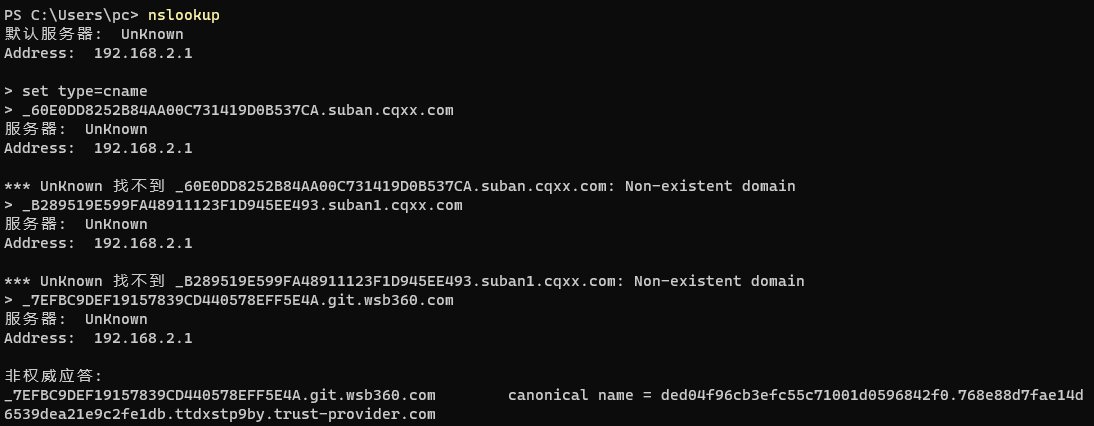 PS C:\Users\pc> nslookup
默认服务器:  UnKnown
Address:  192.168.2.1

> set type=cname
> _60E0DD8252B84AA00C731419D0B537CA.suban.cqxx.com
服务器:  UnKnown
Address:  192.168.2.1

*** UnKnown 找不到 _60E0DD8252B84AA00C731419D0B537CA.suban.cqxx.com: Non-existent domain
> _B289519E599FA48911123F1D945EE493.suban1.cqxx.com
服务器:  UnKnown
Address:  192.168.2.1

*** UnKnown 找不到 _B289519E599FA48911123F1D945EE493.suban1.cqxx.com: Non-existent domain
> _7EFBC9DEF19157839CD440578EFF5E4A.git.wsb360.com
服务器:  UnKnown
Address:  192.168.2.1

非权威应答:
_7EFBC9DEF19157839CD440578EFF5E4A.git.wsb360.com        canonical name = ded04f96cb3efc55c71001d0596842f0.768e88d7fae14d
6539dea21e9c2fe1db.ttdxstp9by.trust-provider.com